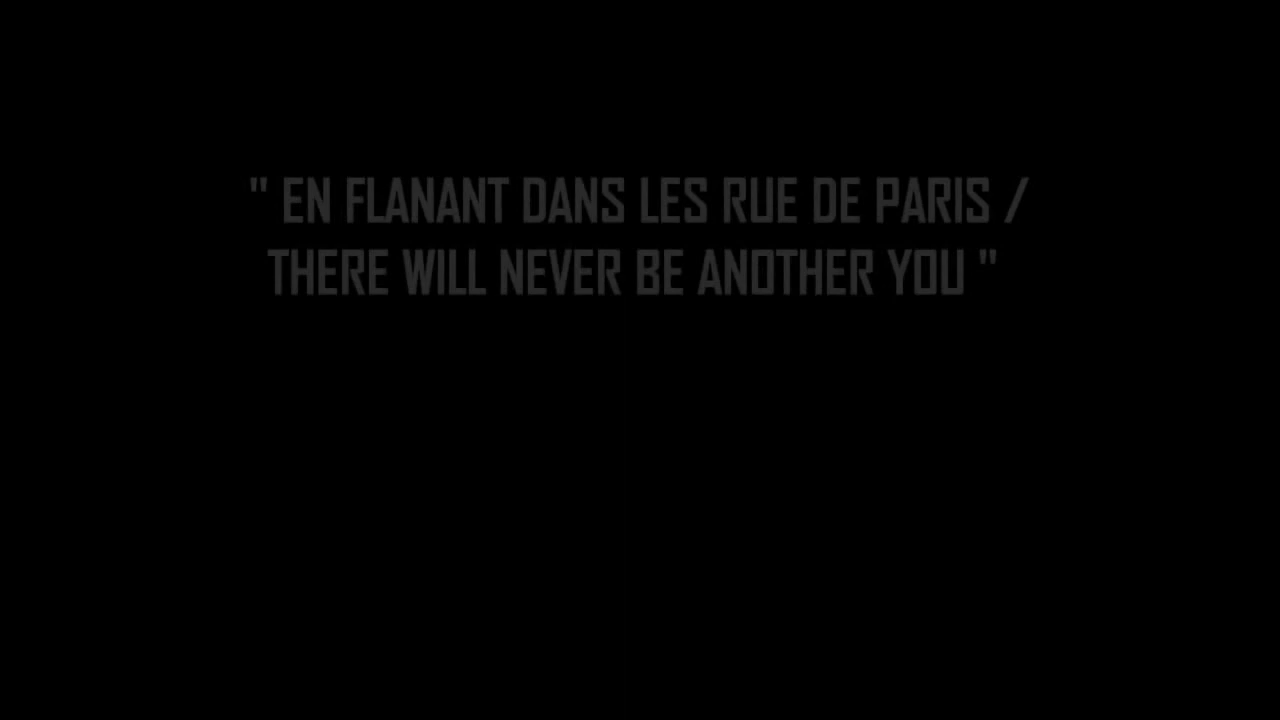 " EN FLANANT DANS LES RUE DE PARIS /
THERE WILL NEVER BE ANOTHER YOU "